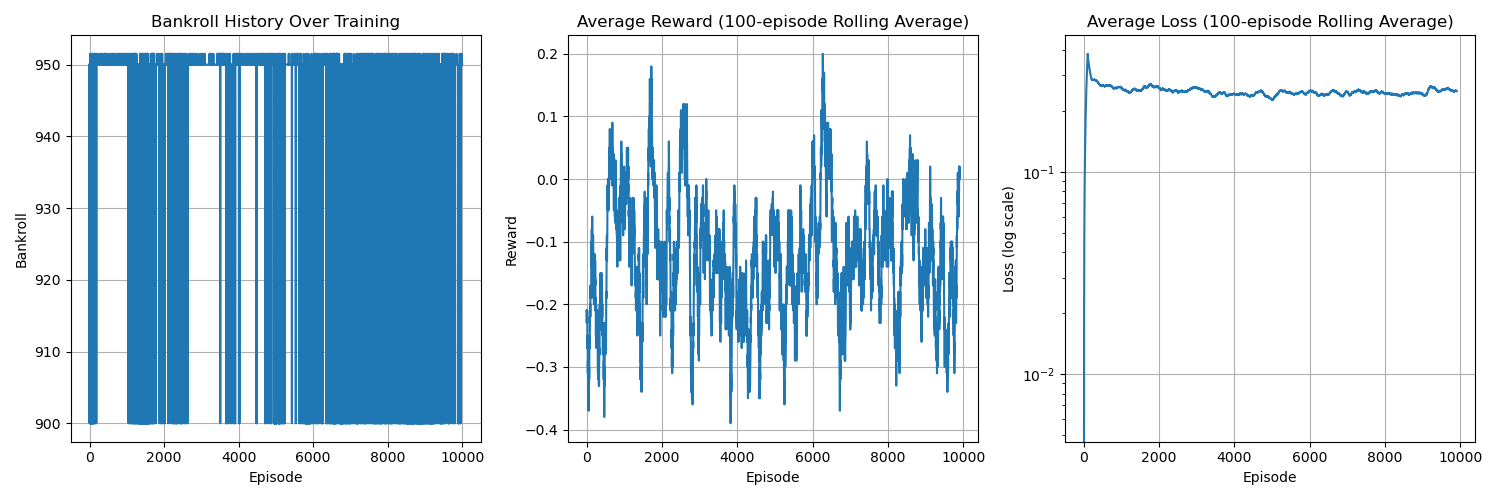 Bankroll History Over Training
Bankroll
950
940
930
920
910
900
0 2000 4000 6000 8000 10000
Episode
Average Reward (100-episode Rolling Average)
Reward
0.2
0.1
0.0
−0.1
−0.2
−0.3
−0.4
0 2000 4000 6000 8000 10000
Episode
Average Loss (100-episode Rolling Average)
Loss (log scale)
10⁻¹
10⁻²
0 2000 4000 6000 8000 10000
Episode